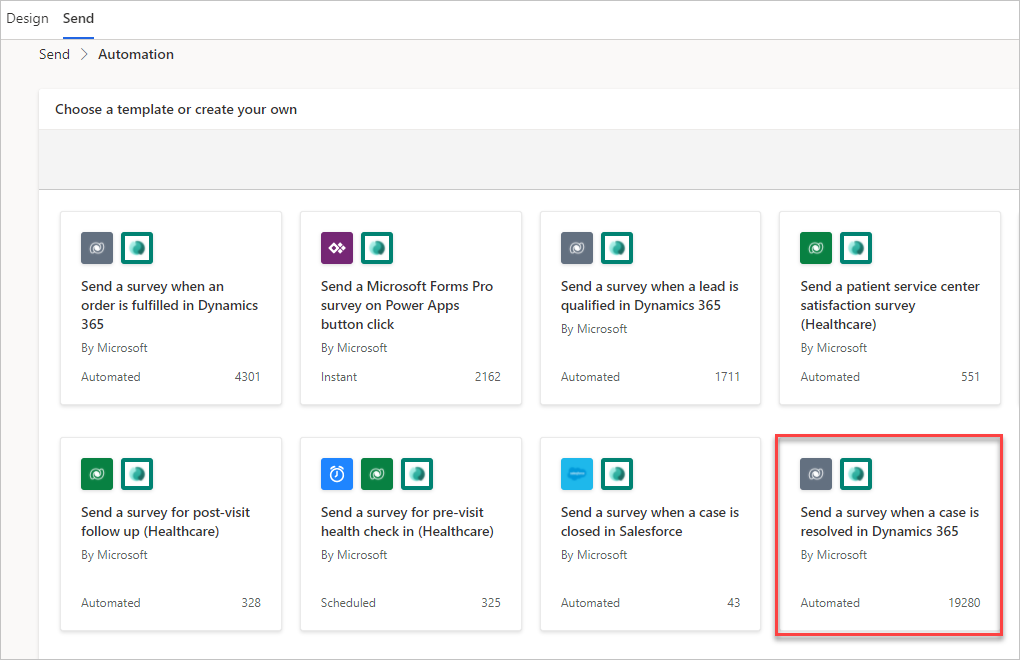 Design Send
Send > Automation
Choose a template or create your own
Send a survey when an
order is fulfilled in Dynamics
365
By Microsoft
Automated 4301
Send a Microsoft Forms Pro
survey on Power Apps
button click
By Microsoft
Instant 2162
Send a survey when a lead is
qualified in Dynamics 365
By Microsoft
Automated 1711
Send a patient service center
satisfaction survey
(Healthcare)
By Microsoft
Automated 551
Send a survey for post-visit
follow up (Healthcare)
By Microsoft
Automated 328
Send a survey for pre-visit
health check in (Healthcare)
By Microsoft
Scheduled 325
Send a survey when a case is
closed in Salesforce
By Microsoft
Automated 43
Send a survey when a case is
resolved in Dynamics 365
By Microsoft
Automated 19280